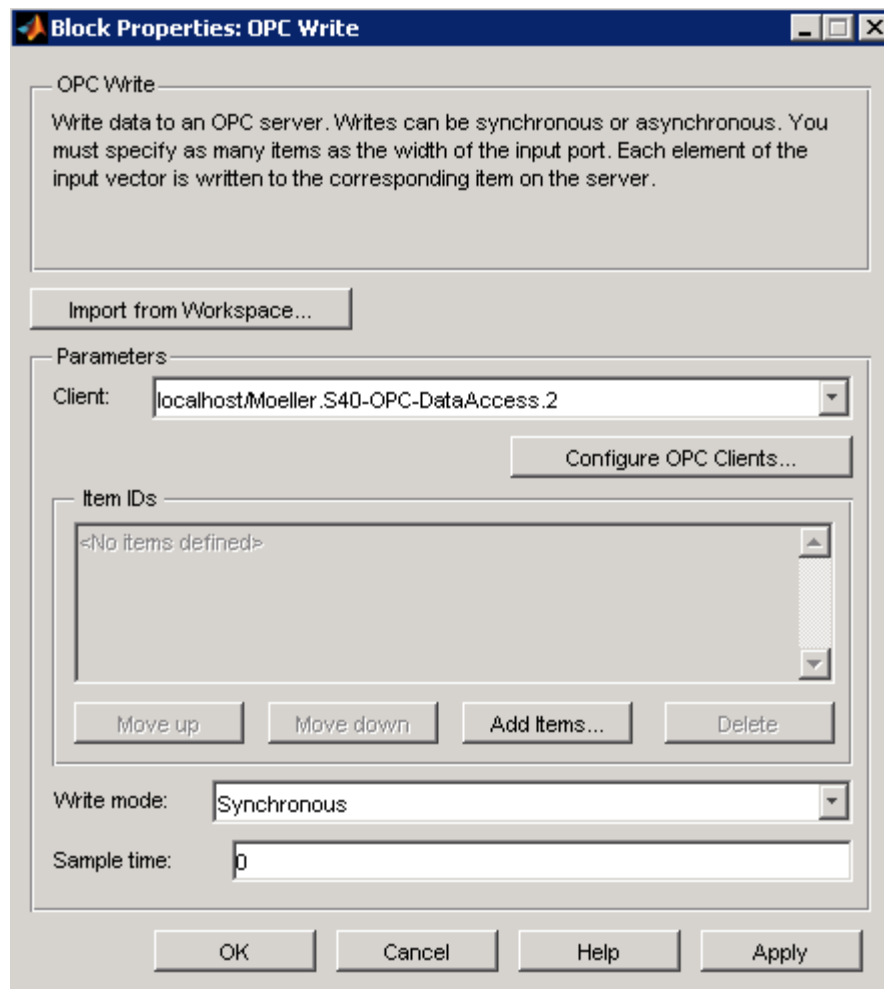 Block Properties: OPC Write
OPC Write
Write data to an OPC server. Writes can be synchronous or asynchronous. You
must specify as many items as the width of the input port. Each element of the
input vector is written to the corresponding item on the server.
Import from Workspace...
Parameters
Client: localhost/Moeller.S40-OPC-DataAccess.2
Configure OPC Clients...
Item IDs
<No items defined>
Move up Move down Add Items... Delete
Write mode: Synchronous
Sample time: 0
OK Cancel Help Apply